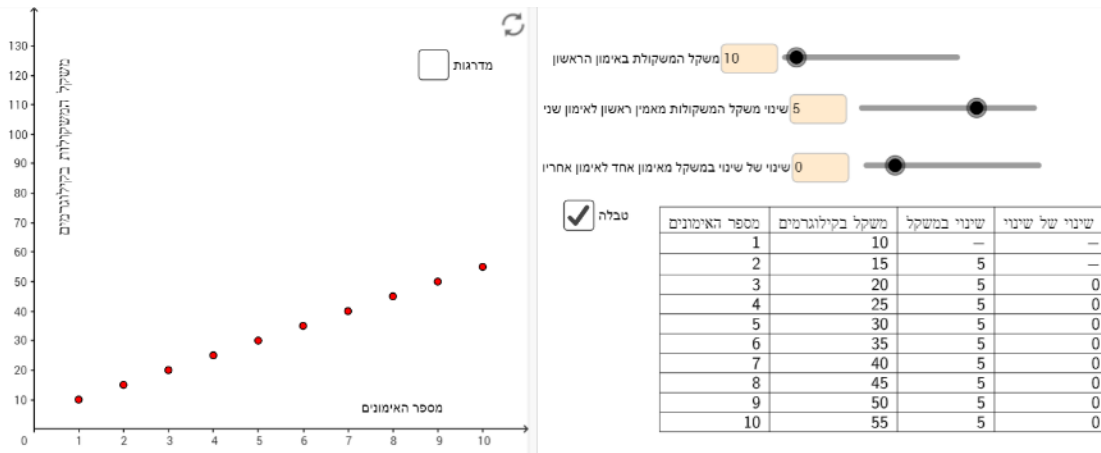 משקל המשקולות בקילוגרמים
130
120
110
100
90
80
70
60
50
40
30
20
10
0
1 2 3 4 5 6 7 8 9 10
מספר האימונים
מדרגות
משקל המשקולת באימון הראשון 10
שינוי משקל המשקולות מאמין ראשון לאימון שני 5
שינוי של שינוי במשקל מאימון אחד לאימון אחריו 0
טבלה
מספר האימונים משקל בקילוגרמים שינוי במשקל שינוי של שינוי
1 10 – –
2 15 5 –
3 20 5 0
4 25 5 0
5 30 5 0
6 35 5 0
7 40 5 0
8 45 5 0
9 50 5 0
10 55 5 0